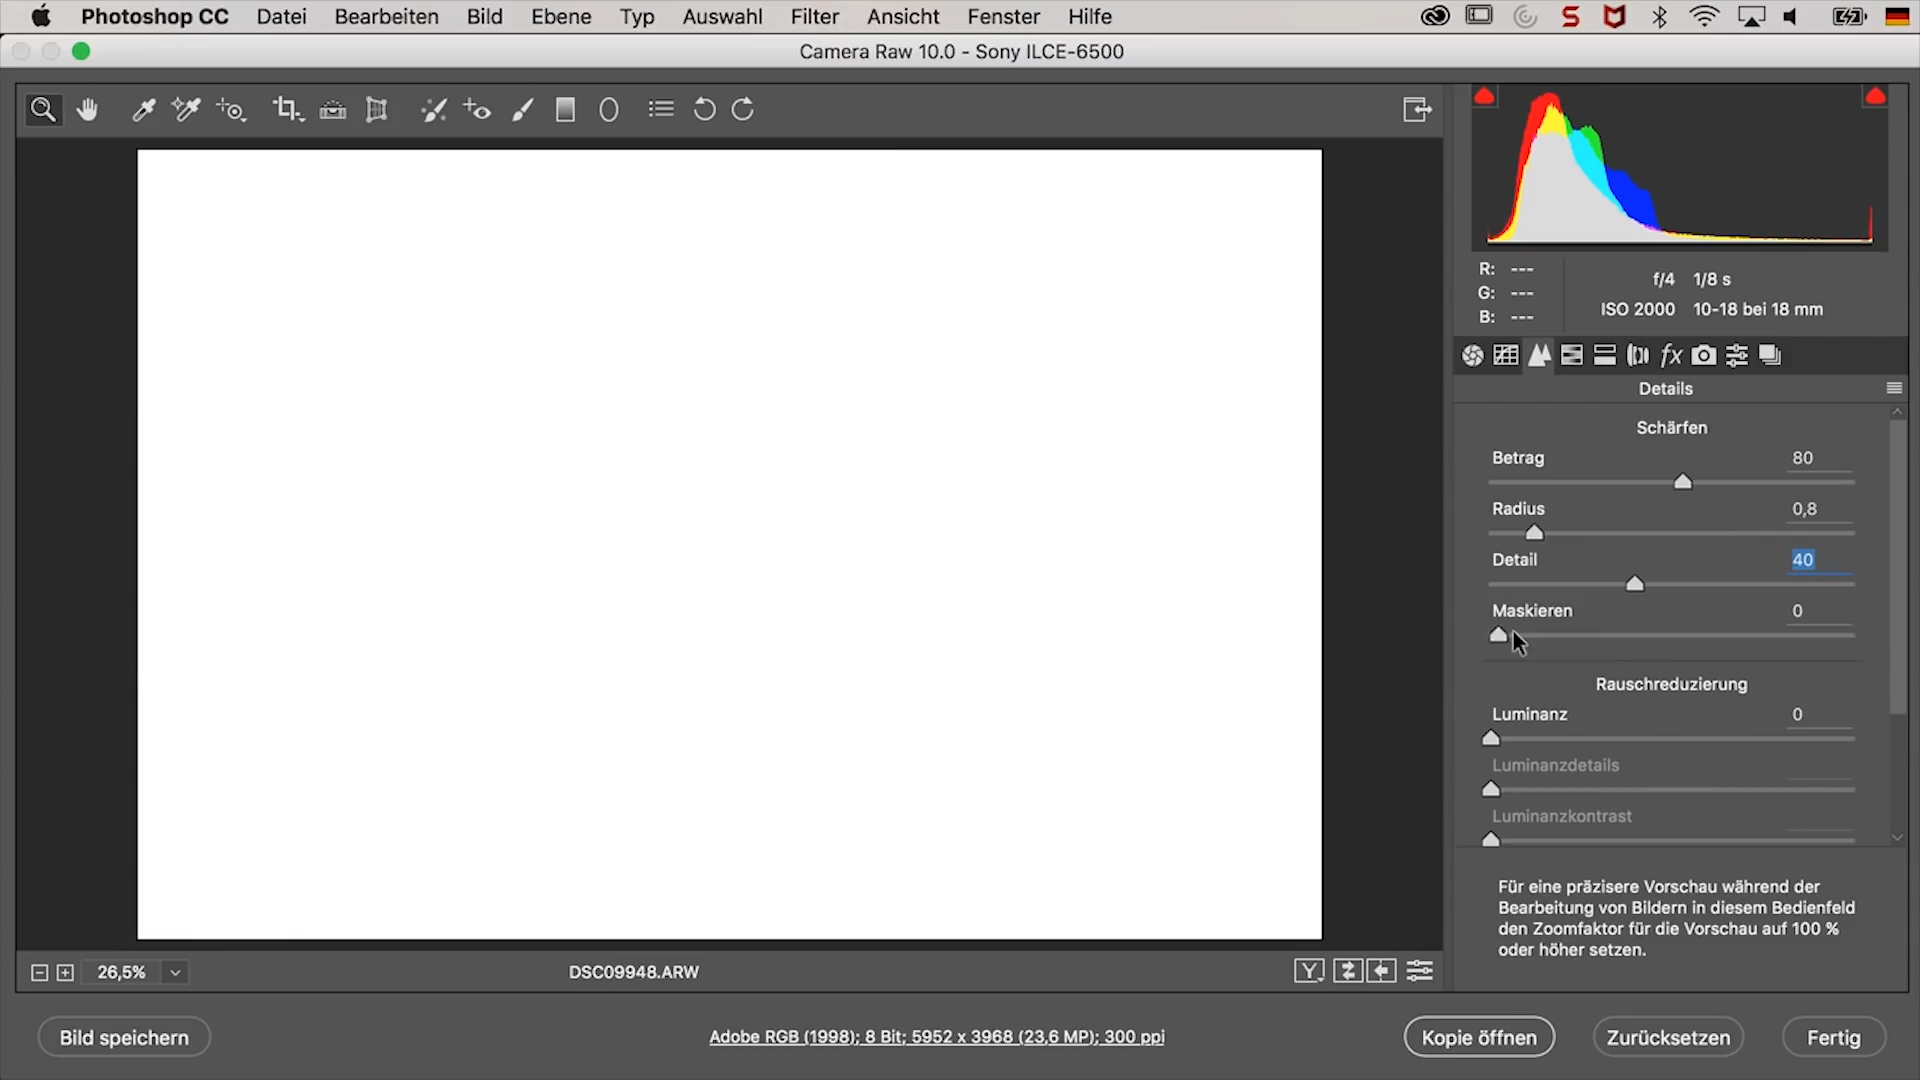 Photoshop CC Datei Bearbeiten Bild Ebene Typ Auswahl Filter Ansicht Fenster Hilfe
Camera Raw 10.0 - Sony ILCE-6500
R: ---
G: ---
B: ---
f/4 1/8 s
ISO 2000 10-18 bei 18 mm
fx
Details
Schärfen
Betrag 80
Radius 0,8
Detail 40
Maskieren 0
Rauschreduzierung
Luminanz 0
Luminanzdetails
Luminanzkontrast
Für eine präzisere Vorschau während der
Bearbeitung von Bildern in diesem Bedienfeld
den Zoomfaktor für die Vorschau auf 100 %
oder höher setzen.
26,5% DSC09948.ARW Y
Bild speichern Adobe RGB (1998); 8 Bit; 5952 x 3968 (23,6 MP); 300 ppi Kopie öffnen Zurücksetzen Fertig